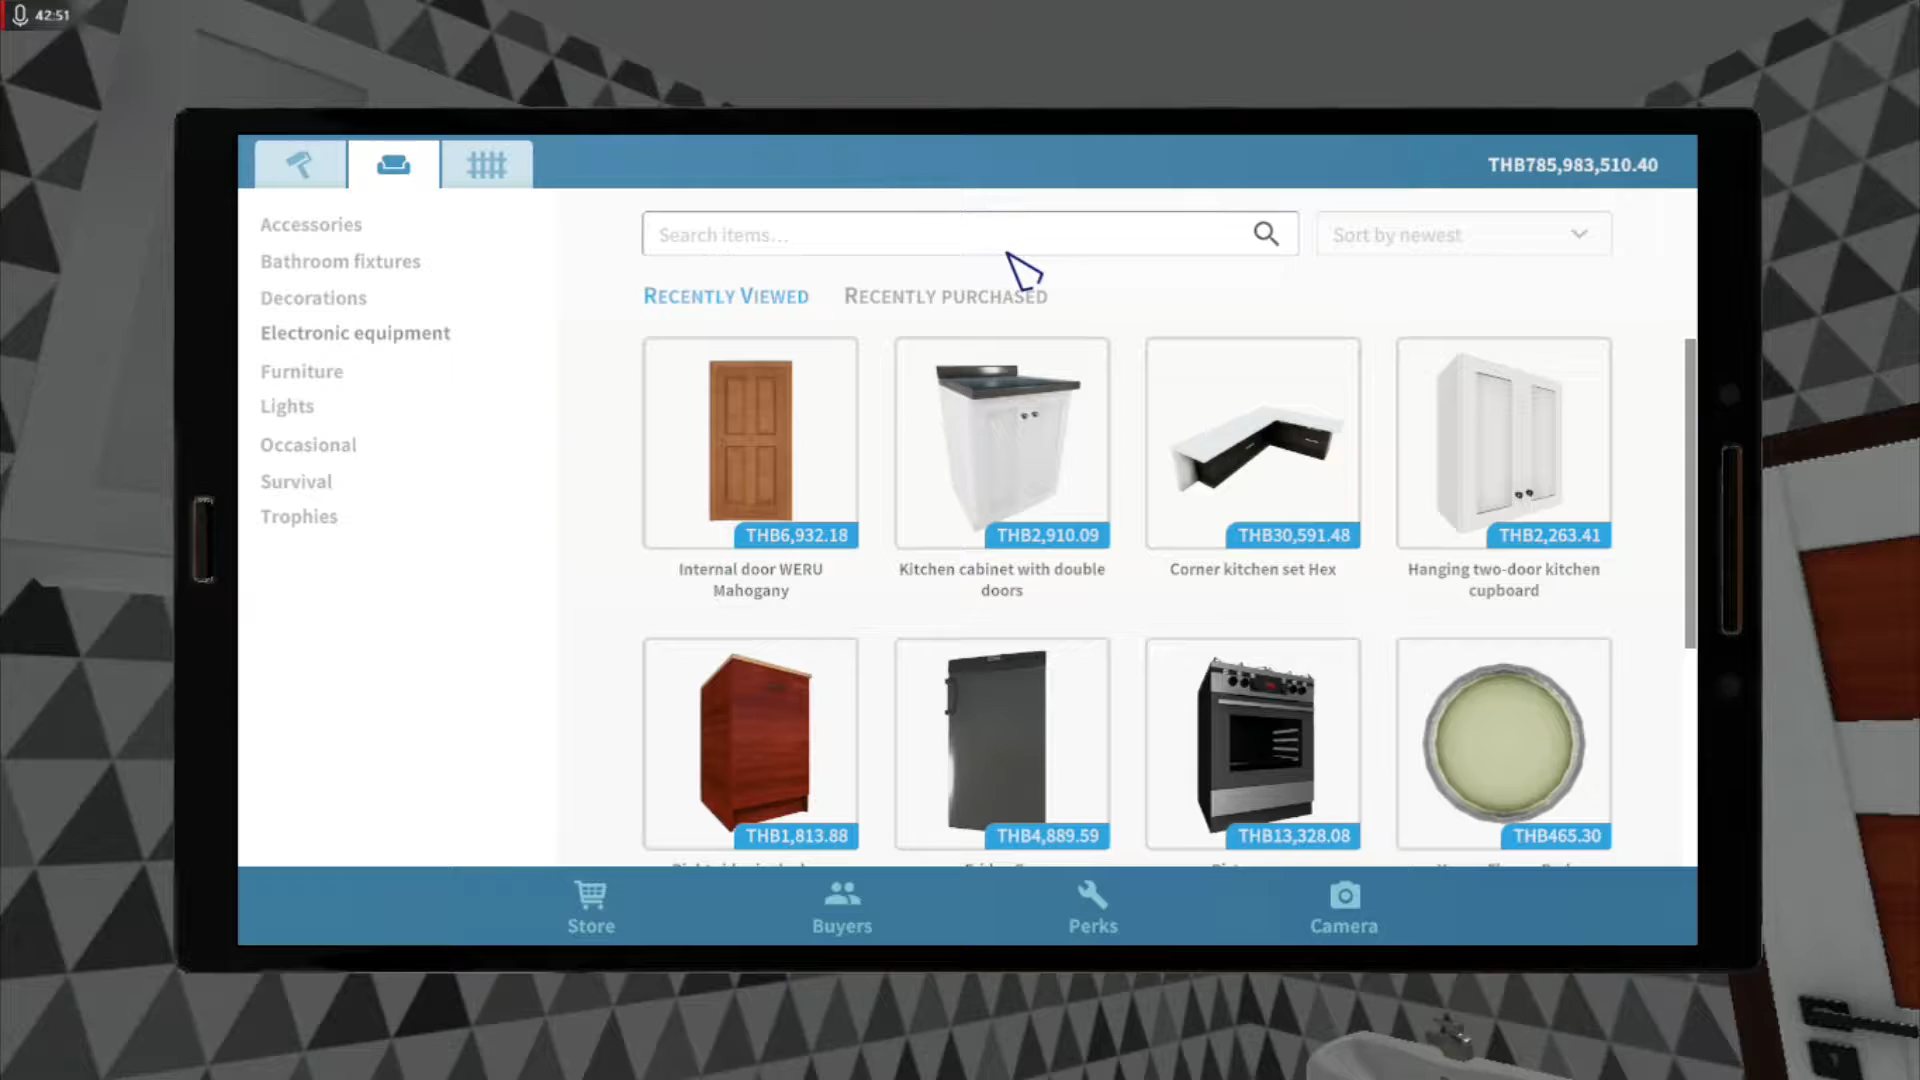 42:51
THB785,983,510.40
Accessories
Bathroom fixtures
Decorations
Electronic equipment
Furniture
Lights
Occasional
Survival
Trophies
Search items...
Sort by newest
RECENTLY VIEWED
RECENTLY PURCHASED
THB6,932.18
THB2,910.09
THB30,591.48
THB2,263.41
Internal door WERU
Mahogany
Kitchen cabinet with double
doors
Corner kitchen set Hex
Hanging two-door kitchen
cupboard
THB1,813.88
THB4,889.59
THB13,328.08
THB465.30
Store
Buyers
Perks
Camera